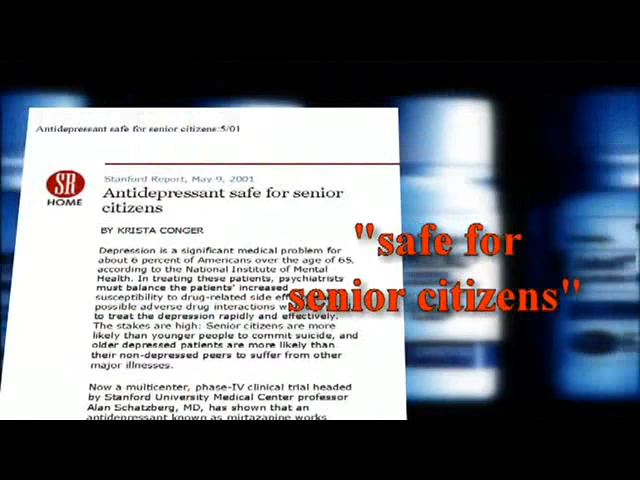 Antidepressant safe for senior citizens:5/01
SR
HOME
Stanford Report, May 9, 2001
Antidepressant safe for senior
citizens
BY KRISTA CONGER
Depression is a significant medical problem for
about 6 percent of Americans over the age of 65,
according to the National Institute of Mental
Health. In treating these patients, psychiatrists
must balance the patients' increased
susceptibility to drug-related side
possible adverse drug interactions
to treat the depression rapidly and effectively.
The stakes are high: Senior citizens are more
likely than younger people to commit suicide, and
older depressed patients are more likely than
their non-depressed peers to suffer from other
major illnesses.
Now a multicenter, phase-IV clinical trial headed
by Stanford University Medical Center professor
Alan Schatzberg, MD, has shown that an
antidepressant known as mirtazapine works
"safe for
senior citizens"